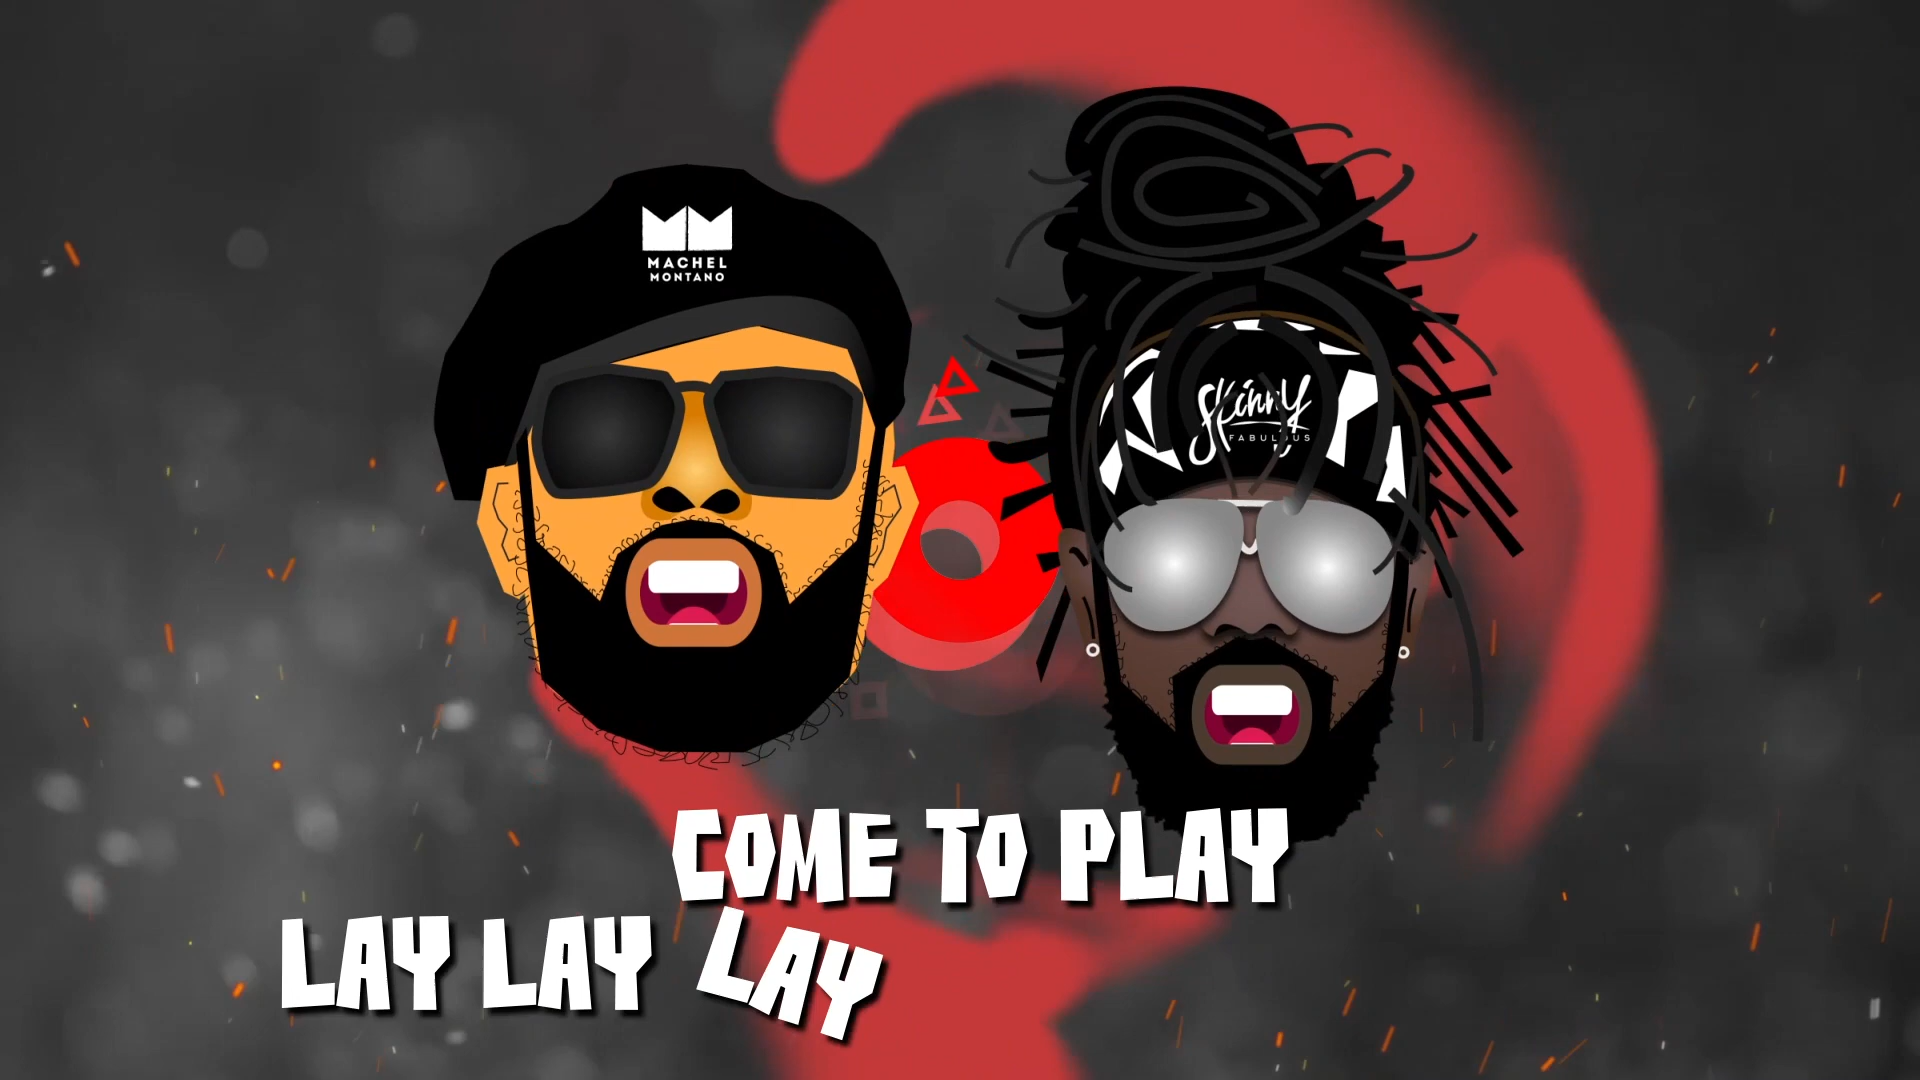 MACHEL
MONTANO
Skinny
FABULOUS
COME TO PLAY
LAY LAY LAY